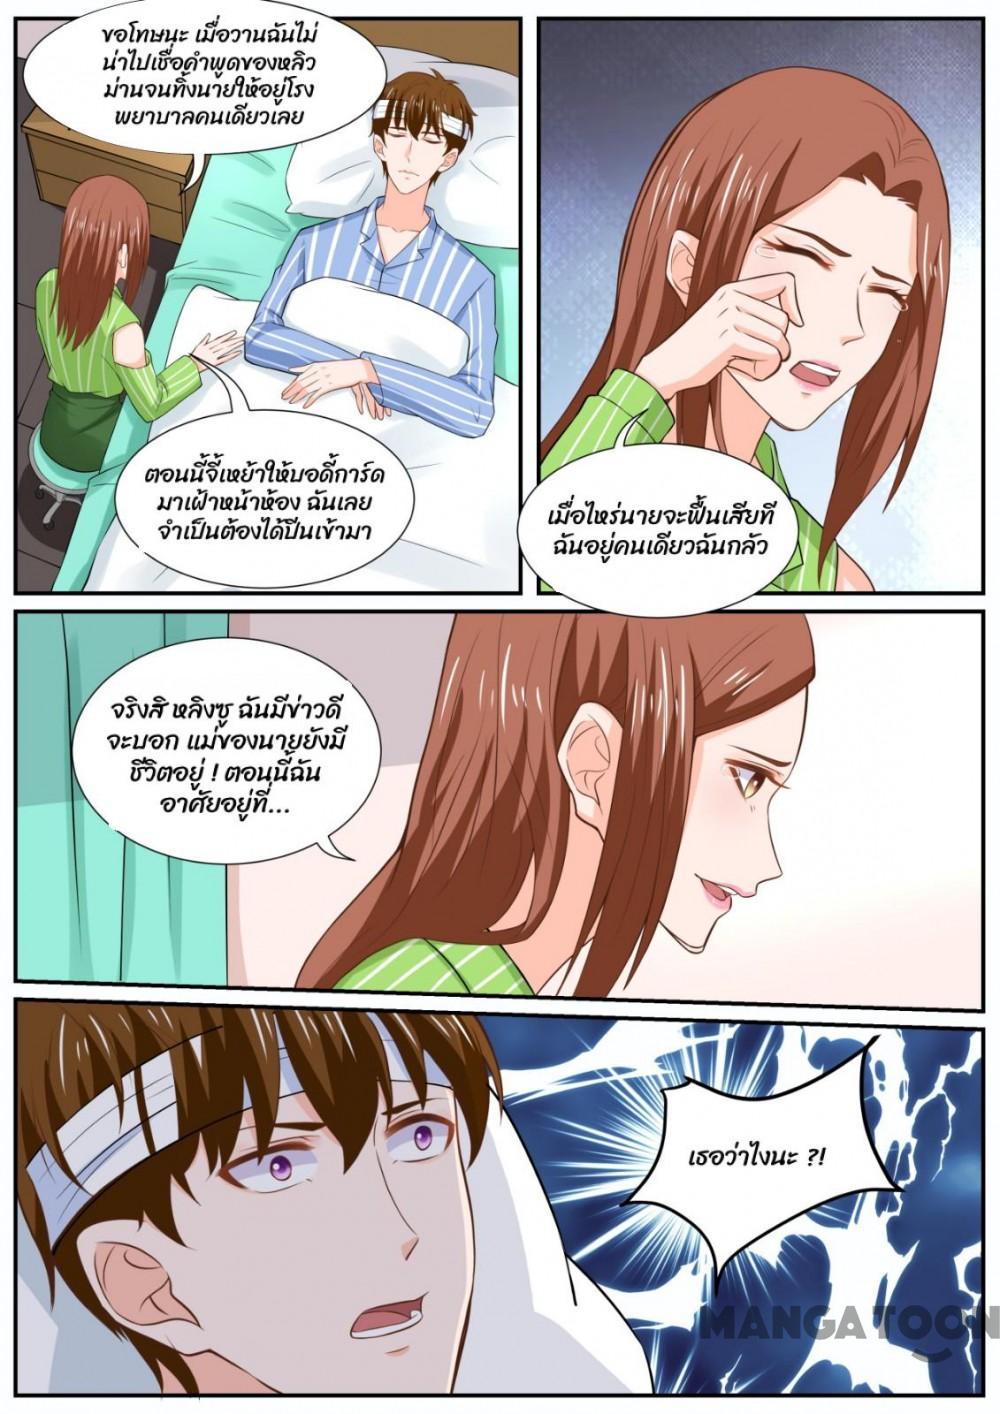 ขอโทษนะ เมื่อวานฉันไม่
น่าไปเชื่อคำพูดของหลิว
ม่านจนทิ้งนายให้อยู่โรง
พยาบาลคนเดียวเลย
ตอนนี้จี้เหย้าให้บอดี้การ์ด
มาเฝ้าหน้าห้อง ฉันเลย
จำเป็นต้องได้ปีนเข้ามา
เมื่อไหร่นายจะฟื้นเสียที
ฉันอยู่คนเดียวฉันกลัว
จริงสิ หลิงซู ฉันมีข่าวดี
จะบอก แม่ของนายยังมี
ชีวิตอยู่ ! ตอนนี้ฉัน
อาศัยอยู่ที่...
เธอว่าไงนะ ?!
MANGATOON